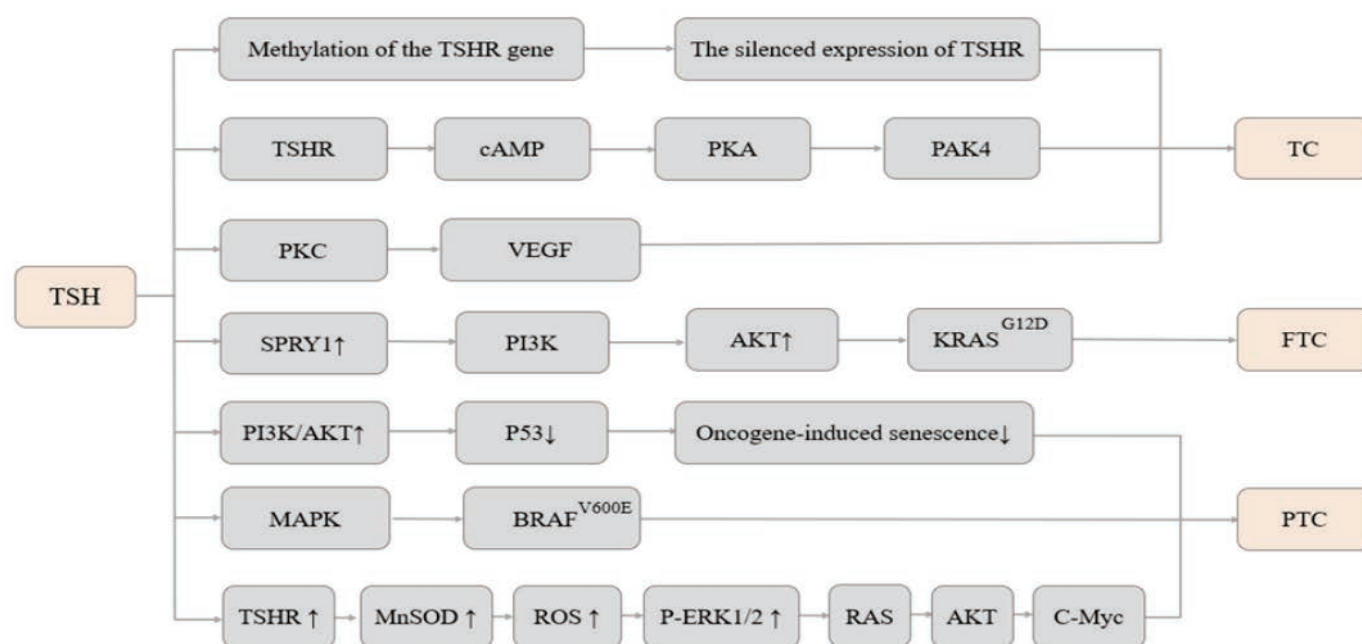 Methylation of the TSHR gene
The silenced expression of TSHR
TSHR
cAMP
PKA
PAK4
TC
PKC
VEGF
TSH
SPRY1↑
PI3K
AKT↑
KRAS^G12D
FTC
PI3K/AKT↑
P53↓
Oncogene-induced senescence↓
MAPK
BRAF^V600E
PTC
TSHR ↑
MnSOD ↑
ROS ↑
P-ERK1/2 ↑
RAS
AKT
C-Myc